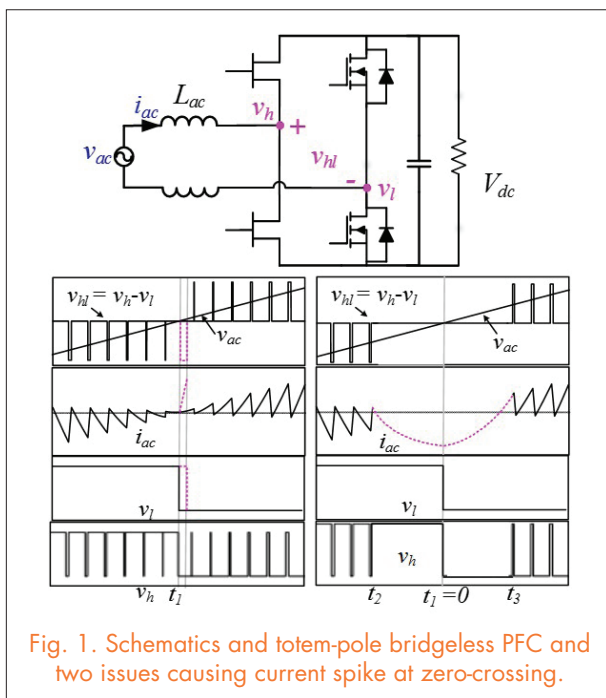 L_ac
i_ac
v_h
+
v_ac
v_hl
-
v_l
V_dc
v_hl = v_h-v_l
v_ac
i_ac
v_l
v_h
t_1
v_hl = v_h-v_l
v_ac
i_ac
v_l
v_h
t_2
t_1=0
t_3
Fig. 1. Schematics and totem-pole bridgeless PFC and
two issues causing current spike at zero-crossing.